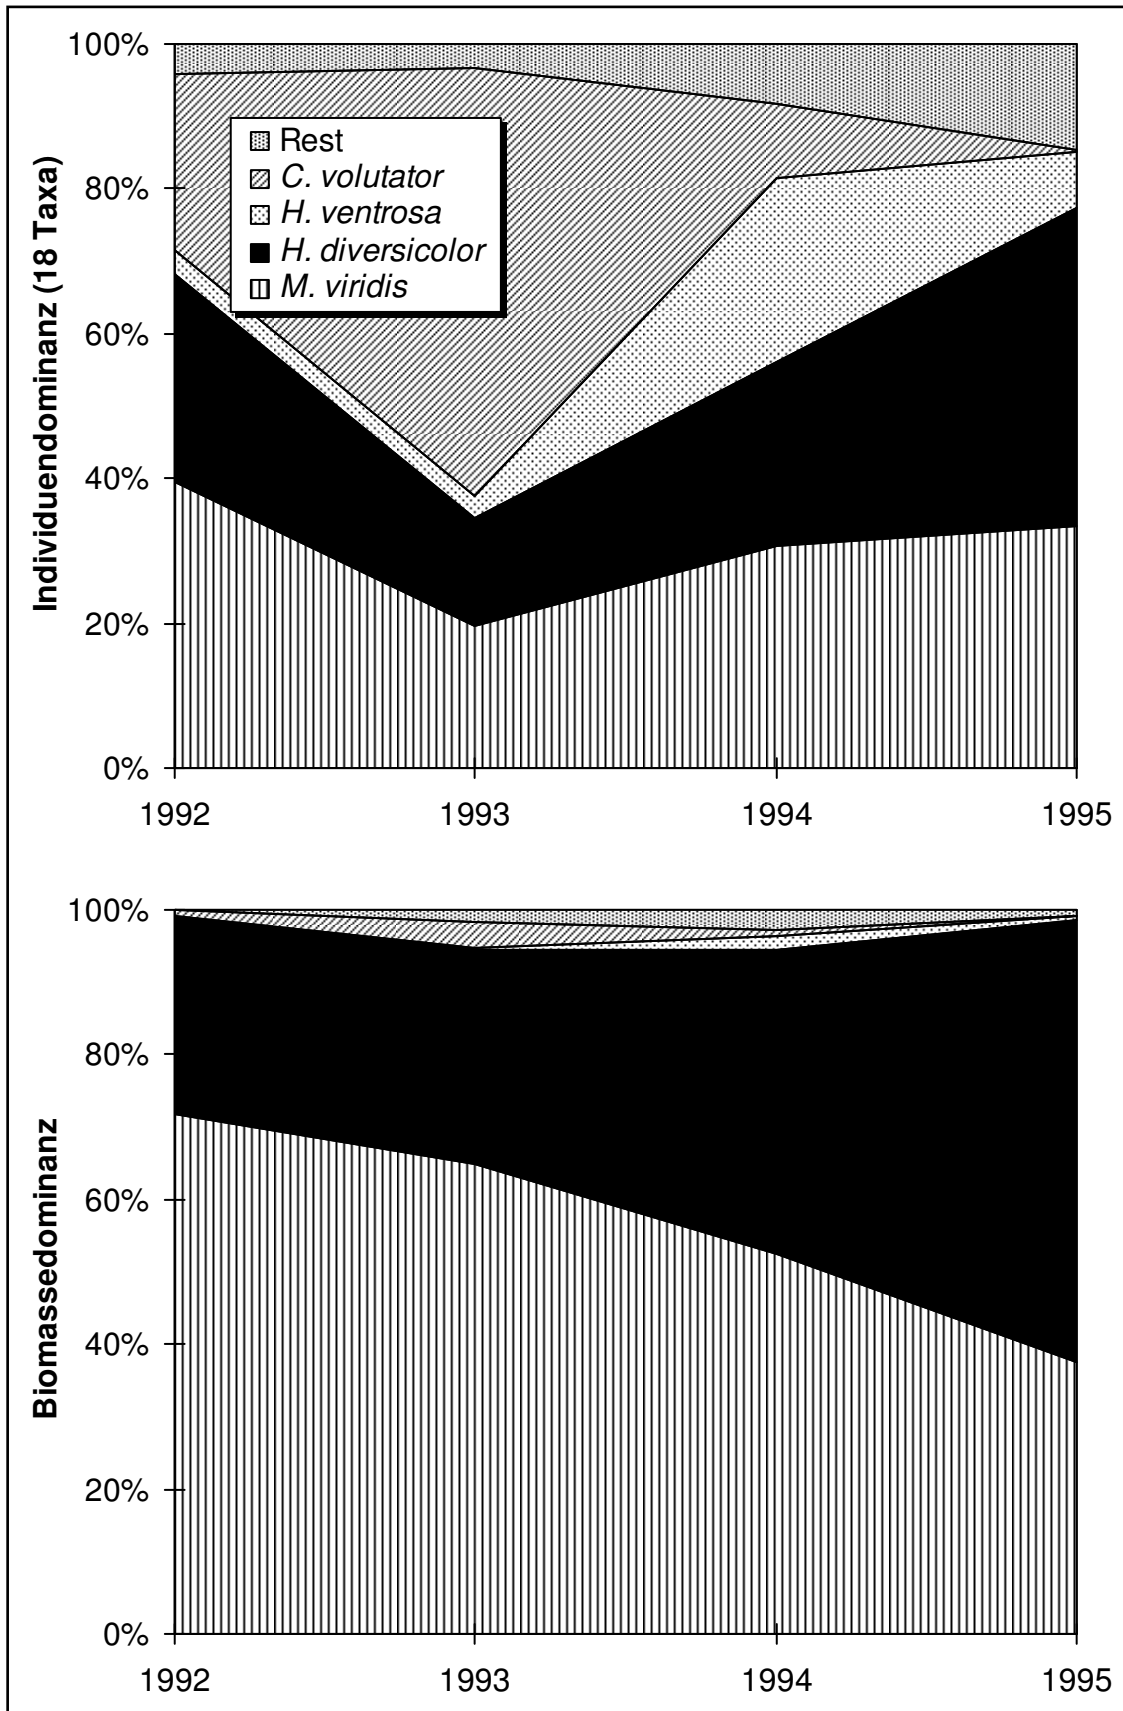 100%
80%
60%
40%
20%
0%
Individuendominanz (18 Taxa)
Rest
C. volutator
H. ventrosa
H. diversicolor
M. viridis
1992 1993 1994 1995
100%
80%
60%
40%
20%
0%
Biomassedominanz
1992 1993 1994 1995